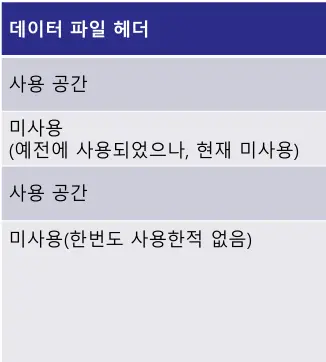 데이터 파일 헤더
사용 공간
미사용
(예전에 사용되었으나, 현재 미사용)
사용 공간
미사용(한번도 사용한적 없음)